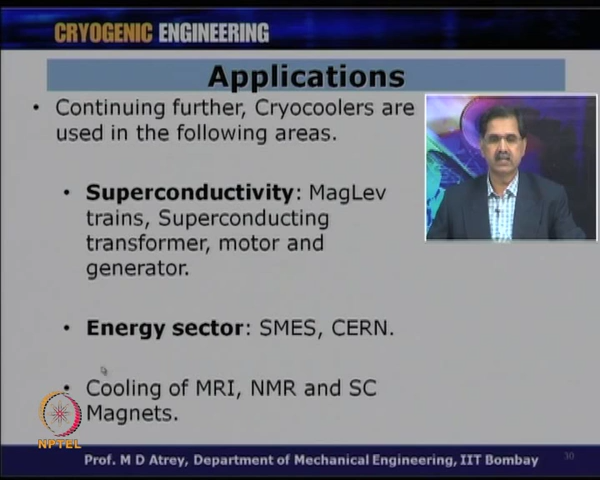 CRYOGENIC ENGINEERING
Applications
• Continuing further, Cryocoolers are
used in the following areas.
• Superconductivity: MagLev
trains, Superconducting
transformer, motor and
generator.
• Energy sector: SMES, CERN.
• Cooling of MRI, NMR and SC
Magnets.
NPTEL
Prof. M D Atrey, Department of Mechanical Engineering, IIT Bombay
30